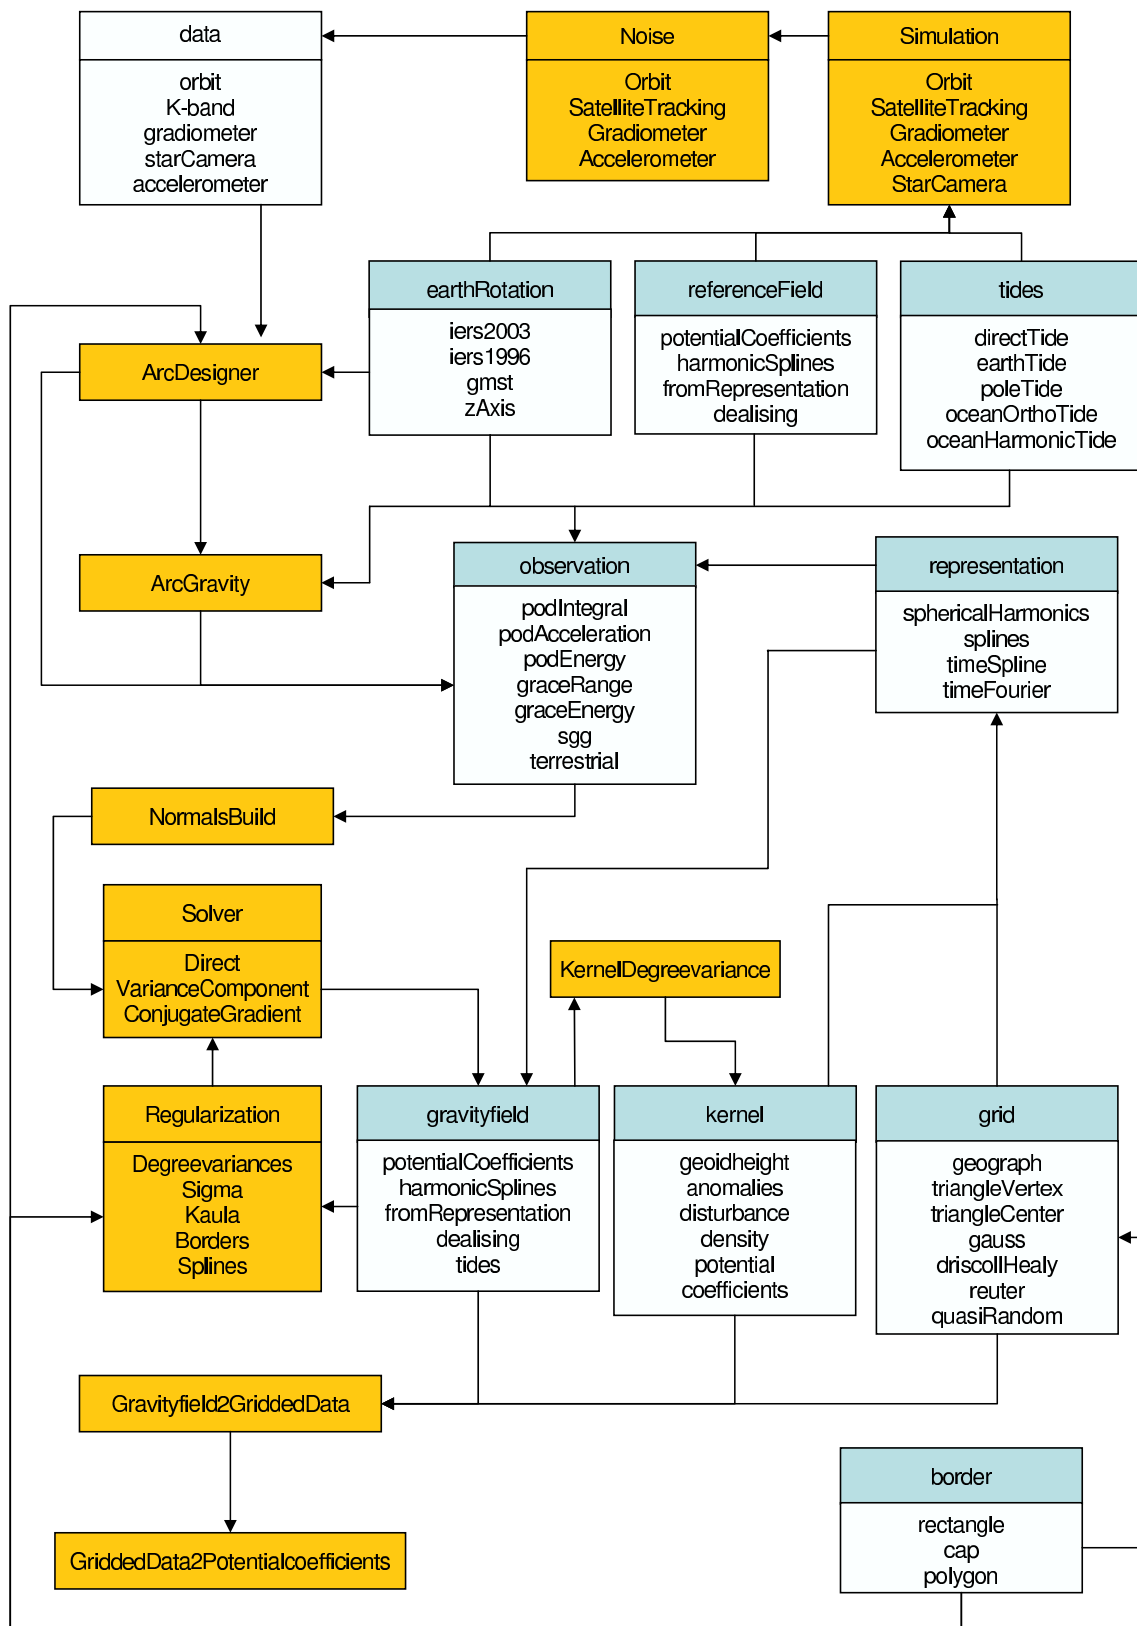 data
orbit
K-band
gradiometer
starCamera
accelerometer
Noise
Orbit
SatelliteTracking
Gradiometer
Accelerometer
Simulation
Orbit
SatelliteTracking
Gradiometer
Accelerometer
StarCamera
earthRotation
iers2003
iers1996
gmst
zAxis
referenceField
potentialCoefficients
harmonicSplines
fromRepresentation
dealising
tides
directTide
earthTide
poleTide
oceanOrthoTide
oceanHarmonicTide
ArcDesigner
ArcGravity
observation
podIntegral
podAcceleration
podEnergy
graceRange
graceEnergy
sgg
terrestrial
representation
sphericalHarmonics
splines
timeSpline
timeFourier
NormalsBuild
Solver
Direct
VarianceComponent
ConjugateGradient
KernelDegreevariance
Regularization
Degreevariances
Sigma
Kaula
Borders
Splines
gravityfield
potentialCoefficients
harmonicSplines
fromRepresentation
dealising
tides
kernel
geoidheight
anomalies
disturbance
density
potential
coefficients
grid
geograph
triangleVertex
triangleCenter
gauss
driscollHealy
reuter
quasiRandom
Gravityfield2GriddedData
GriddedData2Potentialcoefficients
border
rectangle
cap
polygon